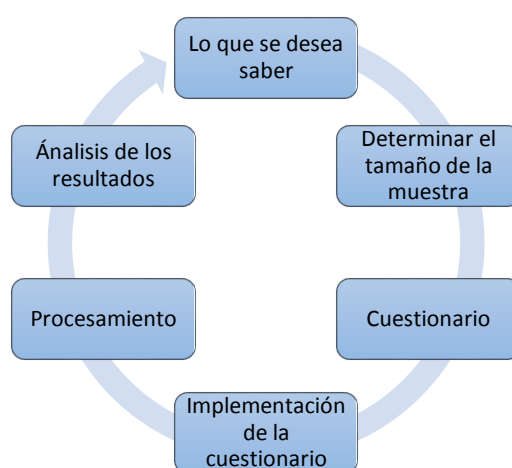 Lo que se desea
saber
Determinar el
tamaño de la
muestra
Cuestionario
Implementación
de la
cuestionario
Procesamiento
Ánalisis de los
resultados